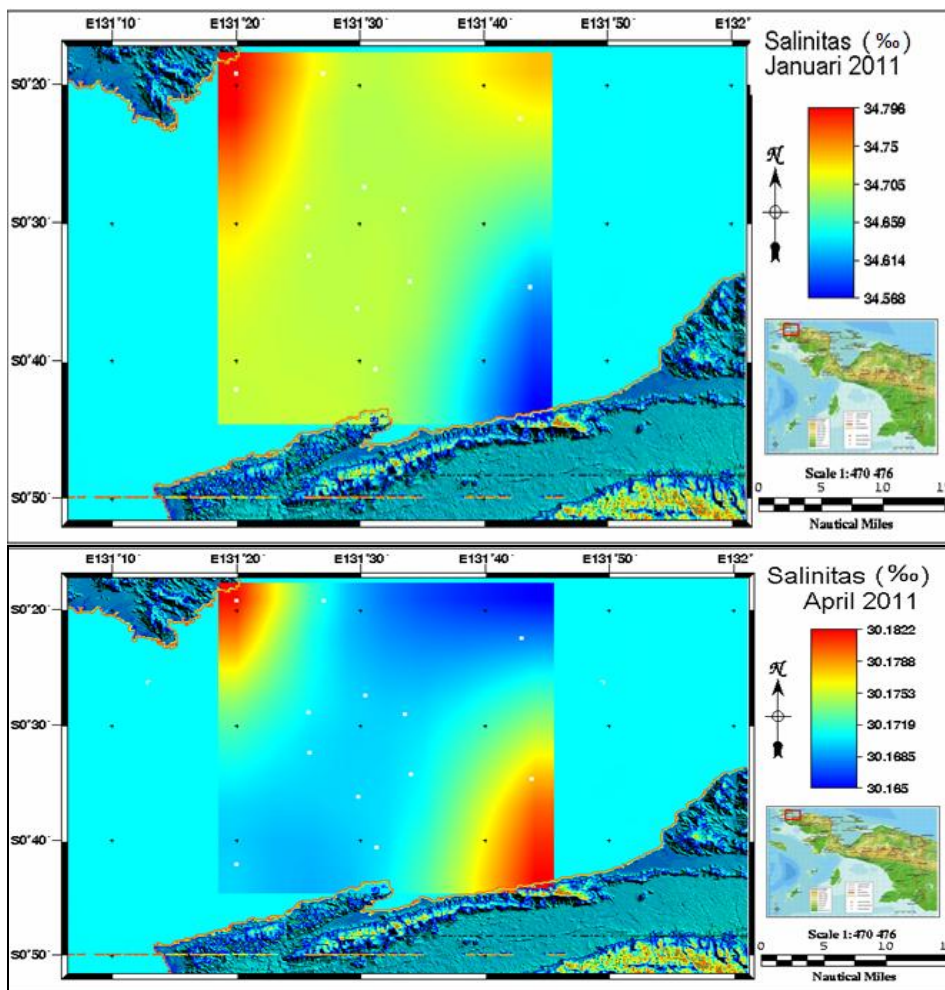 E131°10´ E131°20´ E131°30´ E131°40´ E131°50´ E132°
Salinitas (‰)
Januari 2011
S0°20´
S0°30´
S0°40´
S0°50´
34.796
34.75
34.705
34.659
34.614
34.568
N
Scale 1:470 476
0 5 10 15
Nautical Miles
E131°10´ E131°20´ E131°30´ E131°40´ E131°50´ E132°
Salinitas (‰)
April 2011
S0°20´
S0°30´
S0°40´
S0°50´
30.1822
30.1788
30.1753
30.1719
30.1685
30.165
N
Scale 1:470 476
0 5 10 15
Nautical Miles